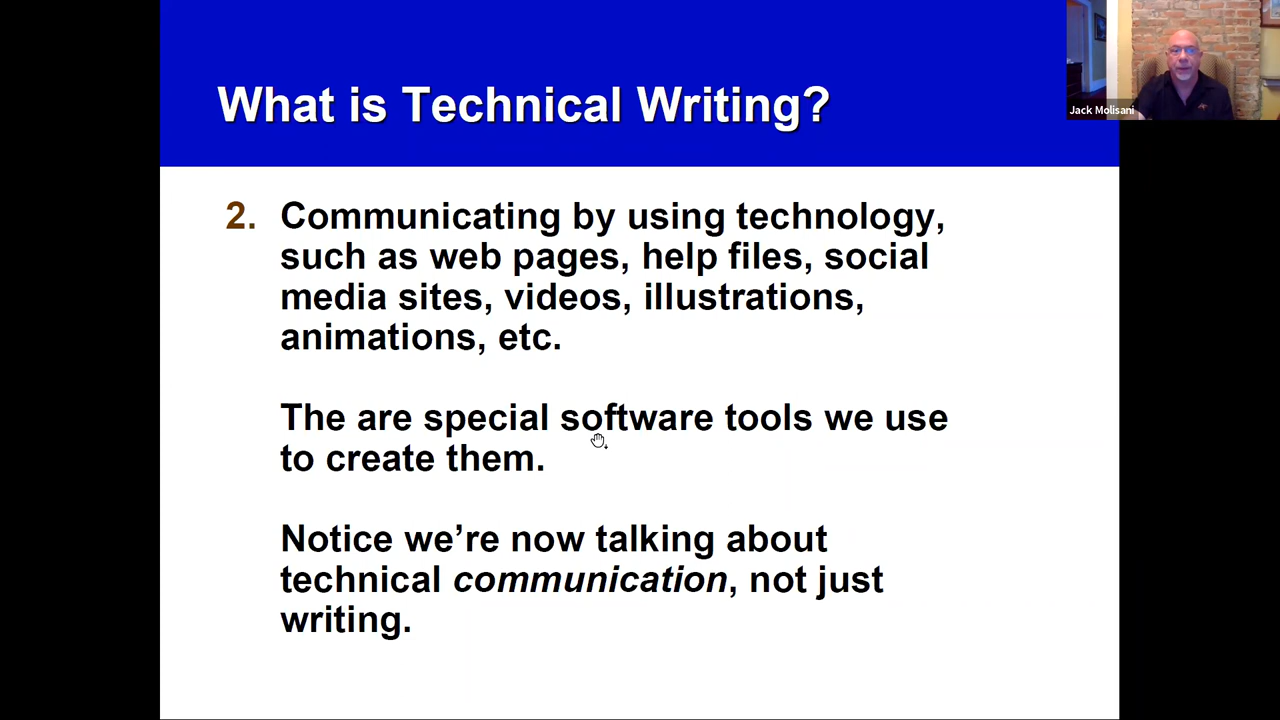 What is Technical Writing?
Jack Molisani
2. Communicating by using technology,
such as web pages, help files, social
media sites, videos, illustrations,
animations, etc.
The are special software tools we use
to create them.
Notice we’re now talking about
technical communication, not just
writing.